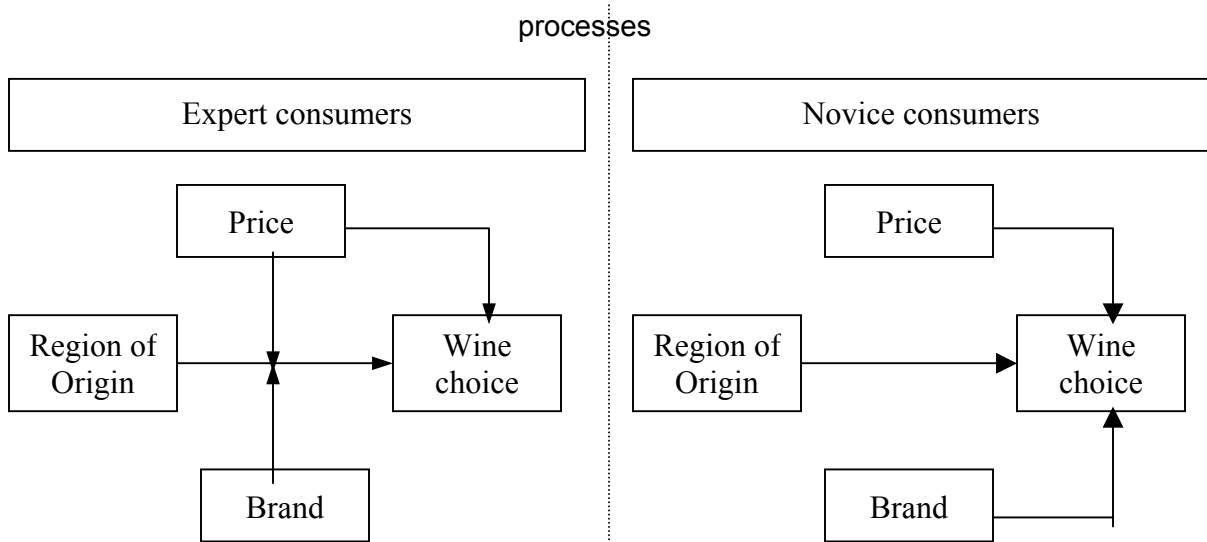 processes
Expert consumers
Price
Region of
Origin
Wine
choice
Brand
Novice consumers
Price
Region of
Origin
Wine
choice
Brand